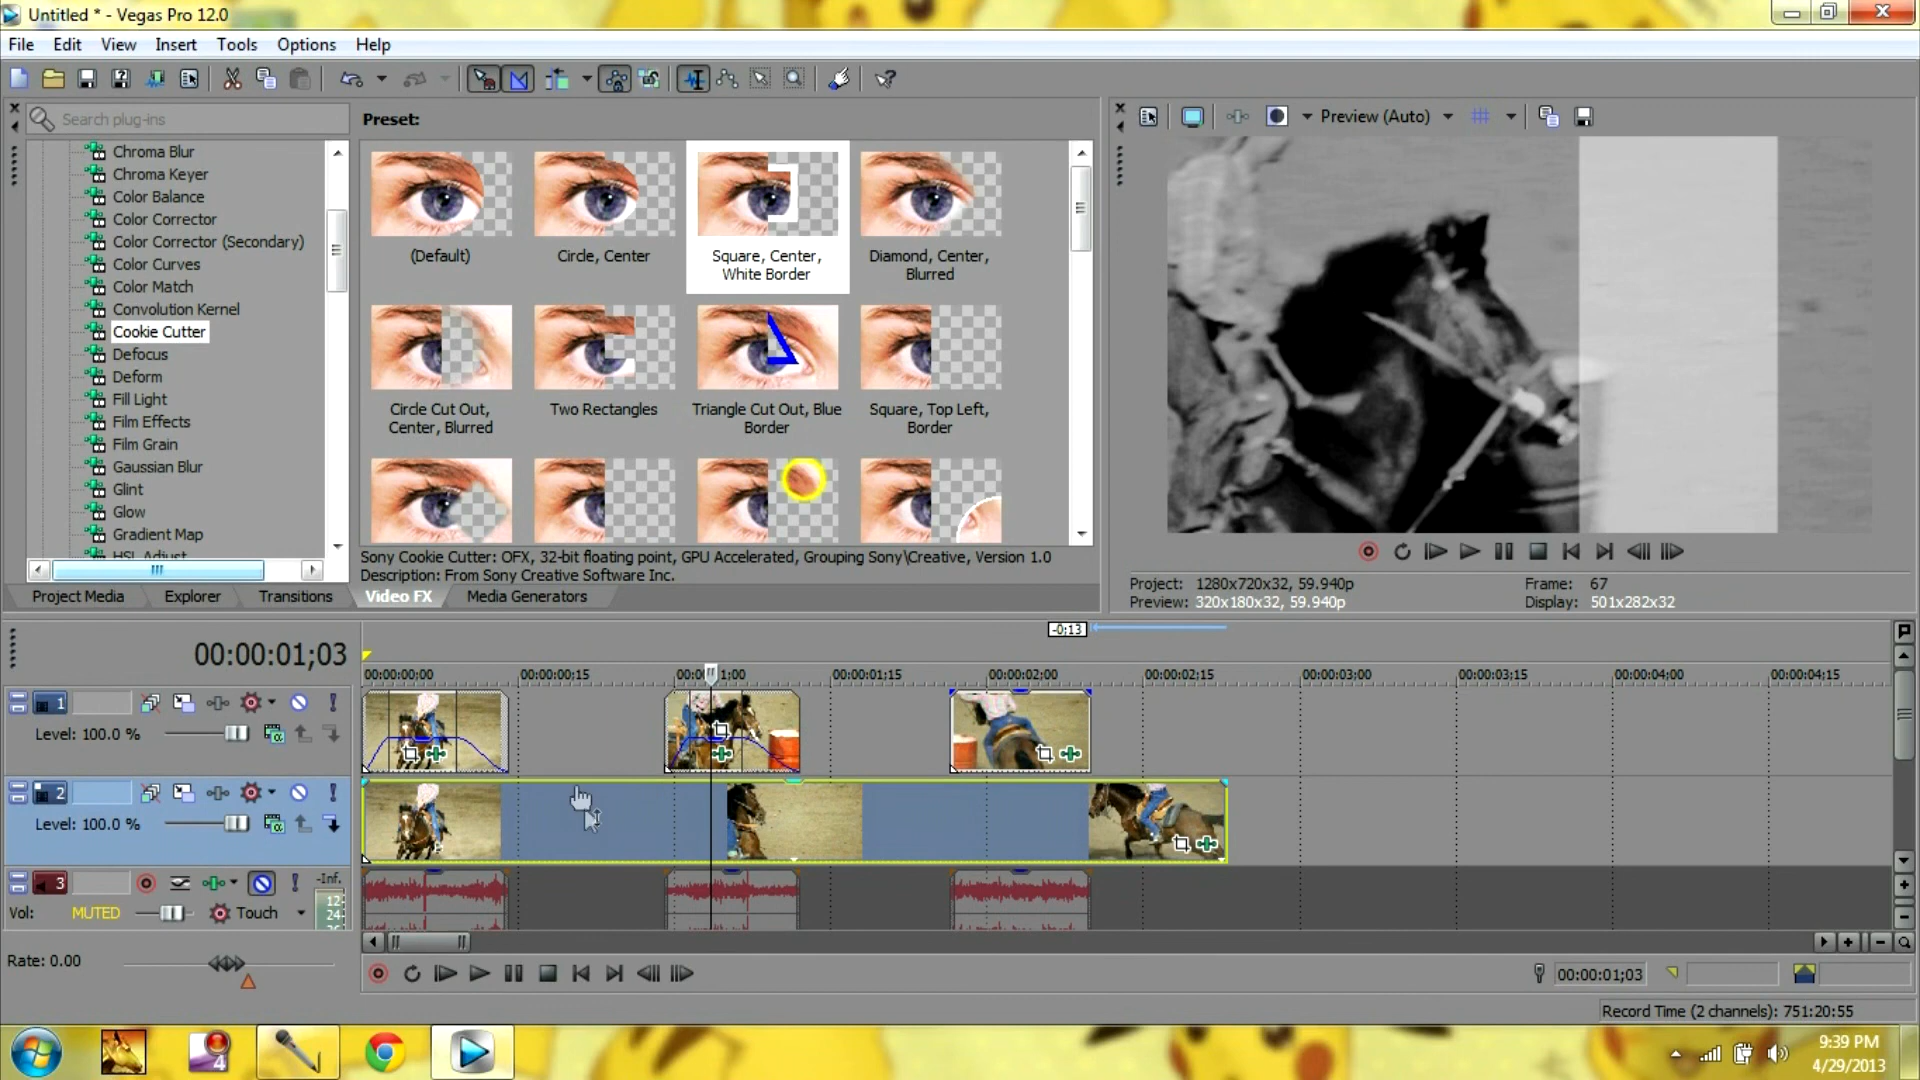 Untitled * - Vegas Pro 12.0
File Edit View Insert Tools Options Help
Search plug-ins
Preset:
Preview (Auto)
Chroma Blur
Chroma Keyer
Color Balance
Color Corrector
Color Corrector (Secondary)
Color Curves
Color Match
Convolution Kernel
Cookie Cutter
Defocus
Deform
Fill Light
Film Effects
Film Grain
Gaussian Blur
Glint
Glow
Gradient Map
HSL Adjust
(Default)
Circle, Center
Square, Center,
White Border
Diamond, Center,
Blurred
Circle Cut Out,
Center, Blurred
Two Rectangles
Triangle Cut Out, Blue
Border
Square, Top Left,
Border
Sony Cookie Cutter: OFX, 32-bit floating point, GPU Accelerated, Grouping Sony\Creative, Version 1.0
Description: From Sony Creative Software Inc.
Project Media Explorer Transitions Video FX Media Generators
Project: 1280x720x32, 59.940p Frame: 67
Preview: 320x180x32, 59.940p Display: 501x282x32
-0;13
00:00:01;03
00:00:00;00 00:00:00;15 00:00:01;15 00:00:02;00 00:00:02;15 00:00:03;00 00:00:03;15 00:00:04;00 00:00:04;15
1
Level: 100.0 %
2
Level: 100.0 %
3
-Inf.
12
24
Vol: MUTED Touch
Rate: 0.00
00:00:01;03
Record Time (2 channels): 751:20:55
4
9:39 PM
4/29/2013